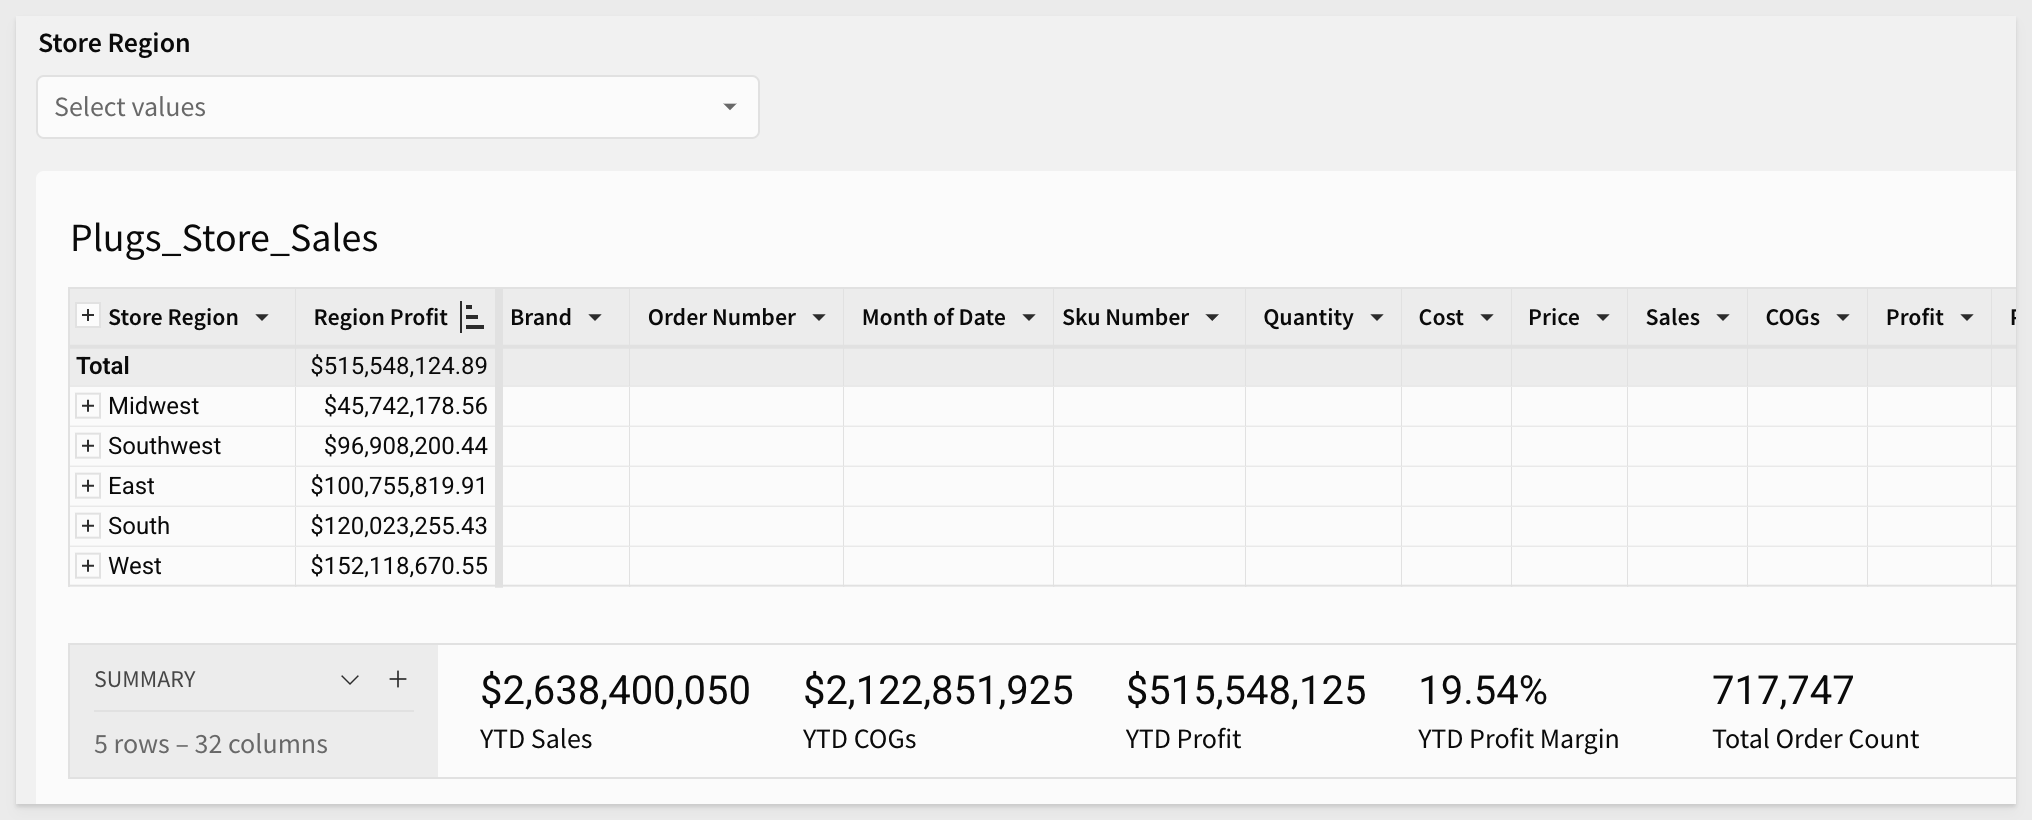 Store Region
Select values
Plugs_Store_Sales
+ Store Region Region Profit Brand Order Number Month of Date Sku Number Quantity Cost Price Sales COGs Profit
Total $515,548,124.89
+ Midwest $45,742,178.56
+ Southwest $96,908,200.44
+ East $100,755,819.91
+ South $120,023,255.43
+ West $152,118,670.55
SUMMARY +
5 rows – 32 columns
$2,638,400,050 $2,122,851,925 $515,548,125 19.54% 717,747
YTD Sales YTD COGs YTD Profit YTD Profit Margin Total Order Count